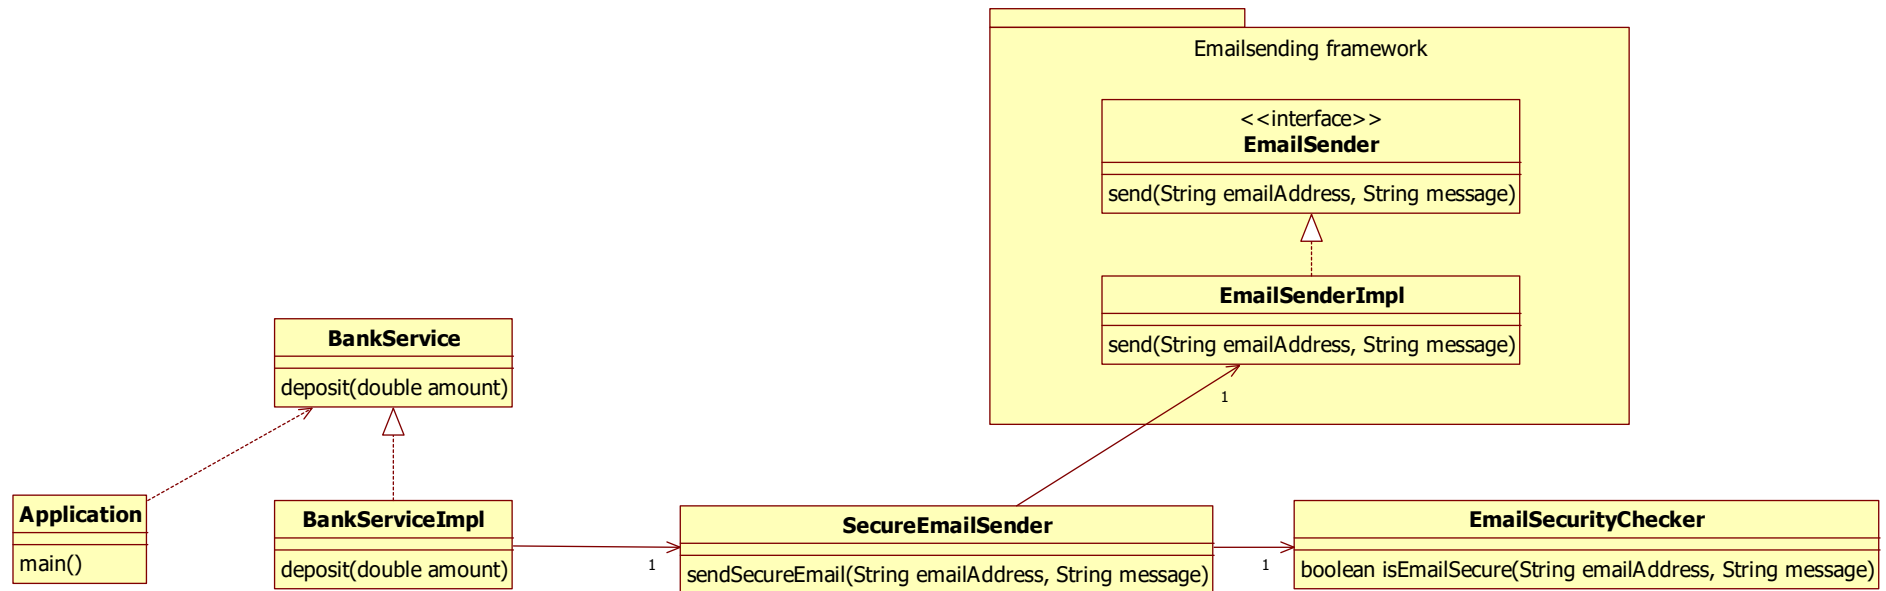 Emailsending framework
<<interface>>
EmailSender
send(String emailAddress, String message)
EmailSenderImpl
send(String emailAddress, String message)
1
BankService
deposit(double amount)
Application
main()
BankServiceImpl
deposit(double amount)
1
SecureEmailSender
sendSecureEmail(String emailAddress, String message)
1
EmailSecurityChecker
boolean isEmailSecure(String emailAddress, String message)